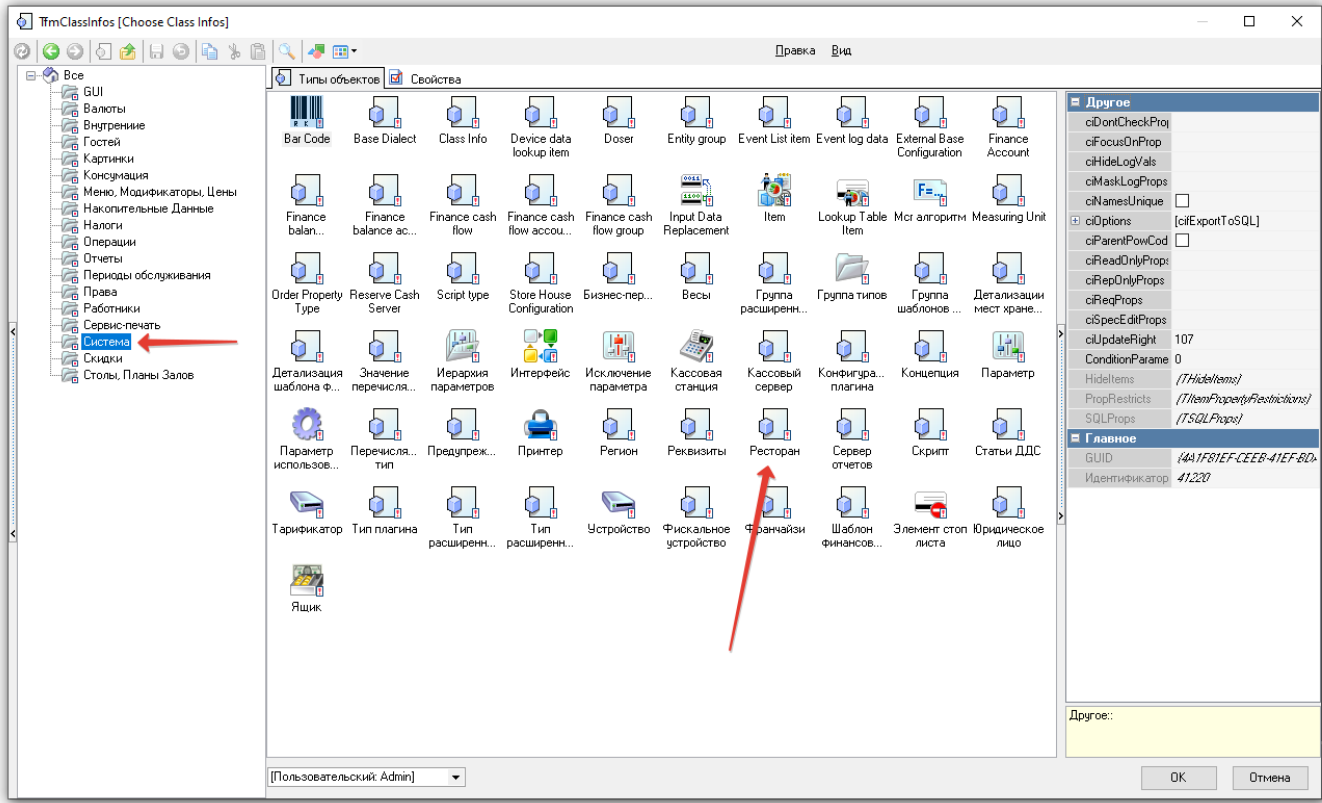 TfmClassInfos [Choose Class Infos]
Правка Вид
Все
GUI
Валюты
Внутренние
Гостей
Картинки
Консумация
Меню, Модификаторы, Цены
Накопительные Данные
Налоги
Операции
Отчеты
Периоды обслуживания
Права
Работники
Сервис-печать
Система
Скидки
Столы, Планы Залов
Типы объектов Свойства
Bar Code Base Dialect Class Info Device data Doser Entity group Event List item Event log data External Base Finance
lookup item Configuration Account
Finance Finance Finance cash Finance cash Finance cash Input Data Item Lookup Table Мсг алгоритм Measuring Unit
balan... balance ac... flow flow accou... flow group Replacement Item
Order Property Reserve Cash Script type Store House Бизнес-пер... Весы Группа Группа типов Группа Детализации
Type Server Configuration расширенн... шаблонов ... мест хране...
Детализация Значение Иерархия Интерфейс Исключение Кассовая Кассовый Конфигура... Концепция Параметр
шаблона Ф... перечисля... параметров параметра станция сервер плагина
Параметр Перечисля... Предупреж... Принтер Регион Реквизиты Ресторан Сервер Скрипт Статьи ДДС
использов... тип отчетов
Тарификатор Тип плагина Тип Тип Устройство Фискальное Франчайзи Шаблон Элемент стоп Юридическое
расширенн... расширенн... устройство финансов... листа лицо
Ящик
Другое
ciDontCheckProp
ciFocusOnProp
ciHideLogVals
ciMaskLogProps
ciNamesUnique
ciOptions [cifExportToSQL]
ciParentPowCod
ciReadOnlyProps
ciRepOnlyProps
ciReqProps
ciSpecEditProps
ciUpdateRight 107
ConditionParame 0
HideItems (THideItems)
PropRestricts (TItemPropertyRestrictions)
SQLProps (TSQLProps)
Главное
GUID {4A1F81EF-CEEB-41EF-BD
Идентификатор 41220
Другое::
[Пользовательский: Admin]
OK Отмена